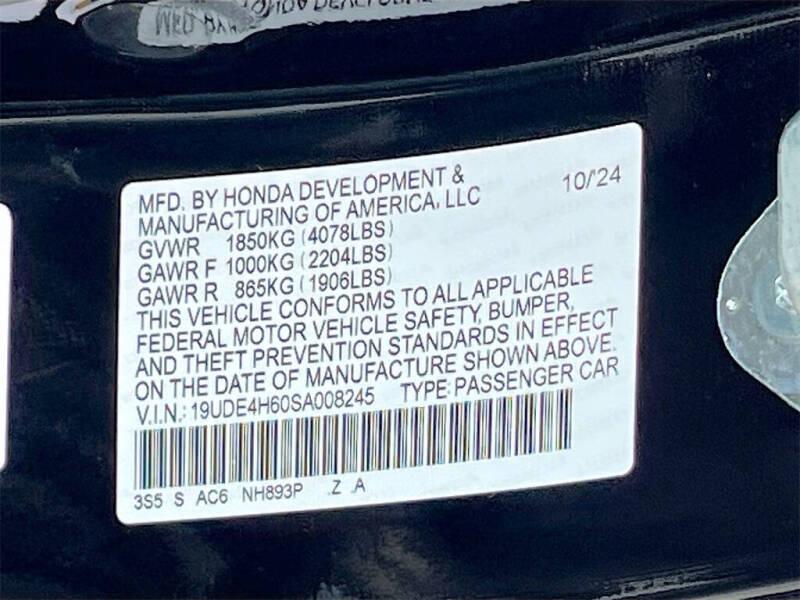 MFD. BY HONDA DEVELOPMENT &
MANUFACTURING OF AMERICA, LLC 10/'24
GVWR 1850KG (4078LBS)
GAWR F 1000KG (2204LBS)
GAWR R 865KG (1906LBS)
THIS VEHICLE CONFORMS TO ALL APPLICABLE
FEDERAL MOTOR VEHICLE SAFETY, BUMPER,
AND THEFT PREVENTION STANDARDS IN EFFECT
ON THE DATE OF MANUFACTURE SHOWN ABOVE.
V.I.N.: 19UDE4H60SA008245 TYPE: PASSENGER CAR
3S5 S AC6 NH893P Z A